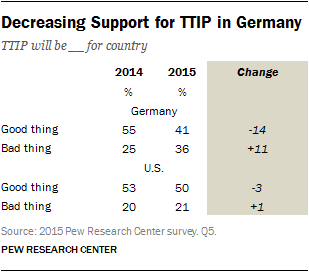 Decreasing Support for TTIP in Germany
TTIP will be __ for country
2014 2015 Change
% %
Germany
Good thing 55 41 -14
Bad thing 25 36 +11
U.S.
Good thing 53 50 -3
Bad thing 20 21 +1
Source: 2015 Pew Research Center survey. Q5.
PEW RESEARCH CENTER